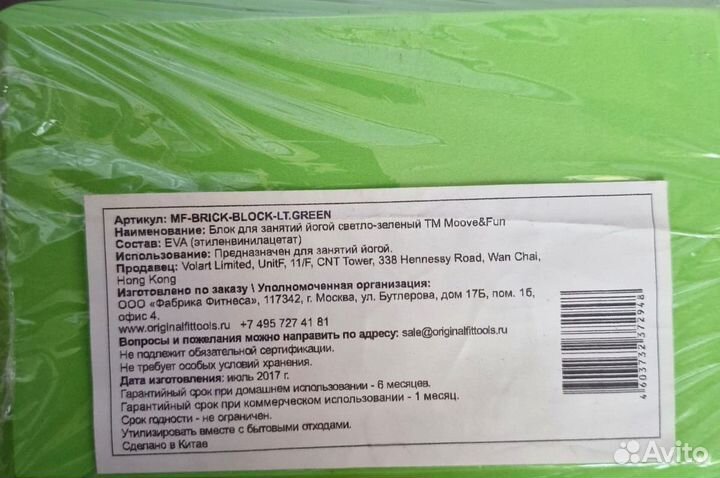 Артикул: MF-BRICK-BLOCK-LT.GREEN
Наименование: Блок для занятий йогой светло-зеленый ТМ Moove&Fun
Состав: EVA (этиленвинилацетат)
Использование: Предназначен для занятий йогой.
Продавец: Volart Limited, UnitF, 11/F, CNT Tower, 338 Hennessy Road, Wan Chai,
Hong Kong
Изготовлено по заказу \ Уполномоченная организация:
ООО «Фабрика Фитнеса», 117342, г. Москва, ул. Бутлерова, дом 17Б, пом. 1б,
офис 4.
www.originalfittools.ru +7 495 727 41 81
Вопросы и пожелания можно направить по адресу: sale@originalfittools.ru
Не подлежит обязательной сертификации.
Не требует особых условий хранения.
Дата изготовления: июль 2017 г.
Гарантийный срок при домашнем использовании - 6 месяцев.
Гарантийный срок при коммерческом использовании - 1 месяц.
Срок годности - не ограничен.
Утилизировать вместе с бытовыми отходами.
Сделано в Китае
4603732372948
Avito